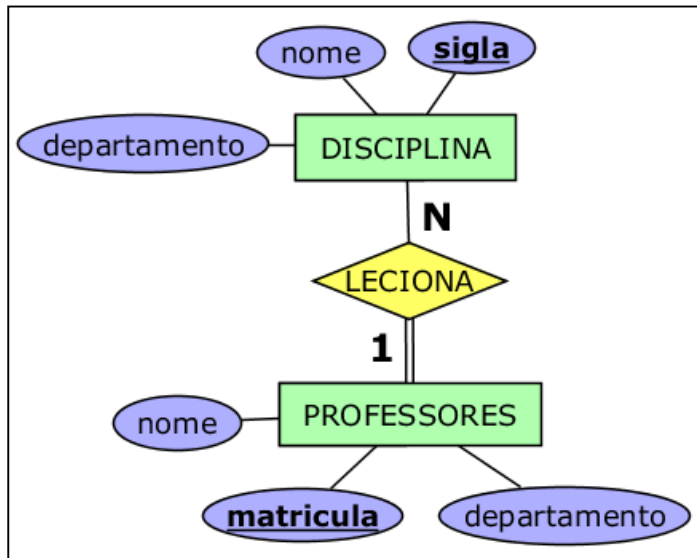 nome
sigla
departamento
DISCIPLINA
N
LECIONA
1
PROFESSORES
nome
matricula
departamento